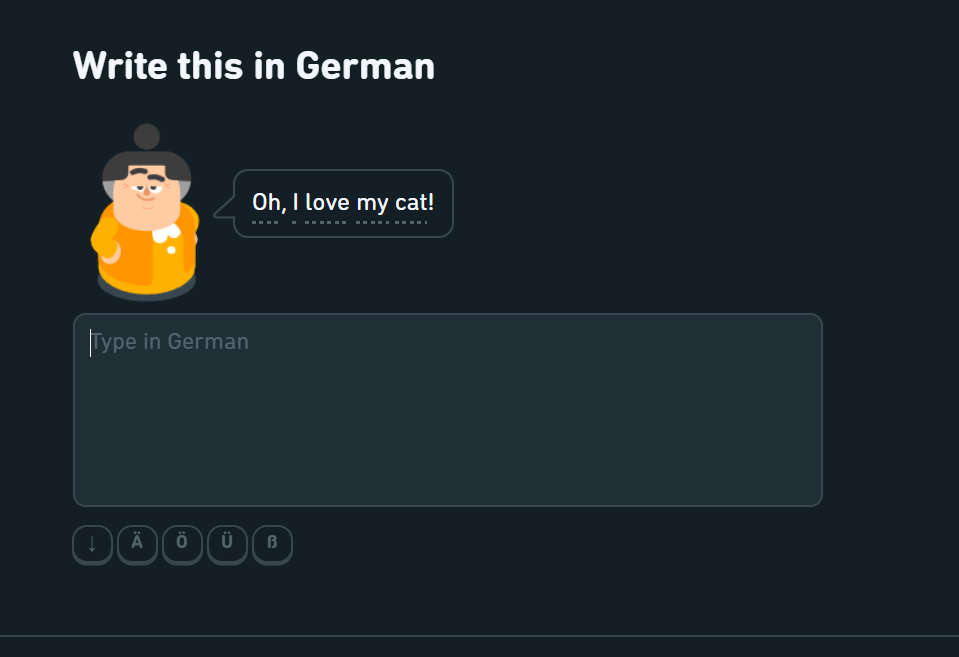 Write this in German
Oh, I love my cat!
Type in German
↓ Ä Ö Ü ß